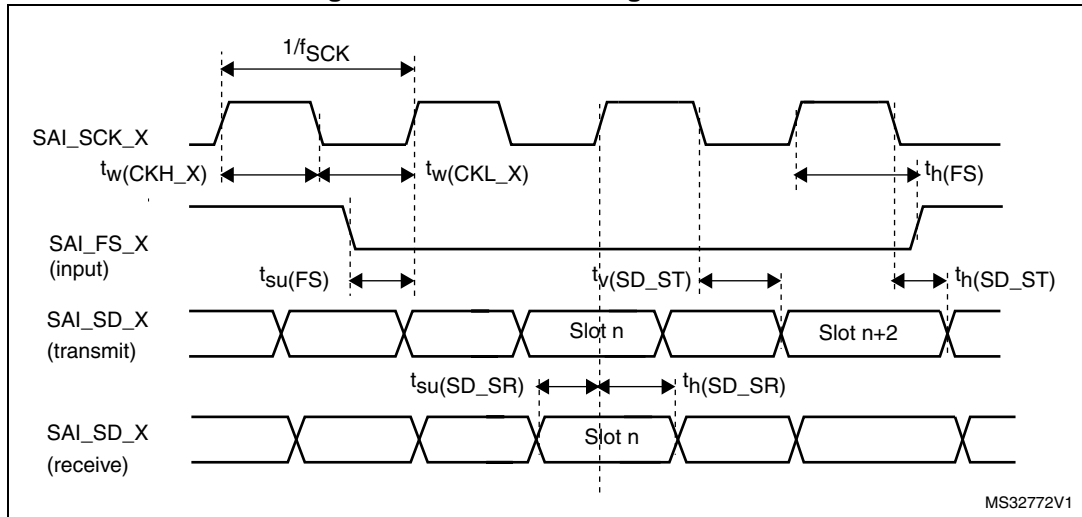 1/fSCK
SAI_SCK_X
tw(CKH_X)
tw(CKL_X)
th(FS)
SAI_FS_X
(input)
tsu(FS)
tv(SD_ST)
th(SD_ST)
SAI_SD_X
(transmit)
Slot n
Slot n+2
tsu(SD_SR)
th(SD_SR)
SAI_SD_X
(receive)
Slot n
MS32772V1